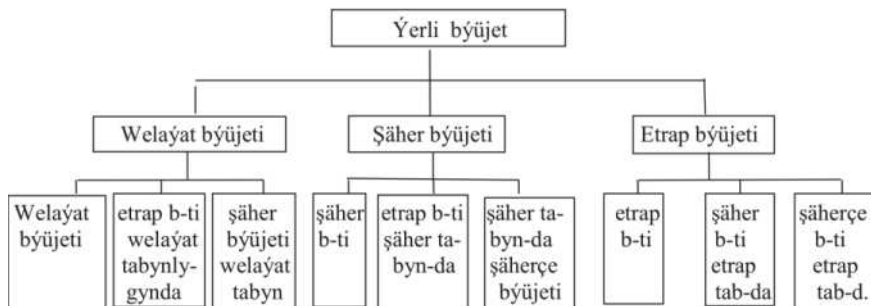 Ýerli býüjet
Welaýat býüjeti
Şäher býüjeti
Etrap býüjeti
Welaýat
býüjeti
etrap b-ti
welaýat
tabynly-
gynda
şäher
býüjeti
welaýat
tabyn
şäher
b-ti
etrap b-ti
şäher ta-
byn-da
şäher ta-
byn-da
şäherçe
býüjeti
etrap
b-ti
şäher
b-ti
etrap
tab-da
şäherçe
b-ti
etrap
tab-d.